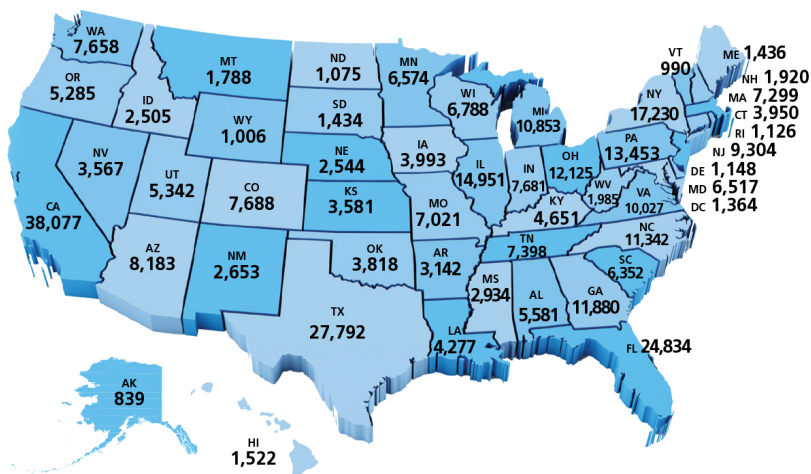 WA
7,658
OR
5,285
ID
2,505
MT
1,788
WY
1,006
ND
1,075
SD
1,434
NE
2,544
KS
3,581
MN
6,574
IA
3,993
WI
6,788
MI
10,853
IL
14,951
IN
7,681
OH
12,125
MO
7,021
KY
4,651
WV
1,985
VA
10,027
PA
13,453
NY
17,230
VT
990
ME 1,436
NH 1,920
MA 7,299
CT 3,950
RI 1,126
NJ 9,304
DE 1,148
MD 6,517
DC 1,364
NV
3,567
UT
5,342
CO
7,688
CA
38,077
AZ
8,183
NM
2,653
OK
3,818
TX
27,792
AR
3,142
LA
4,277
TN
7,398
MS
2,934
AL
5,581
GA
11,880
NC
11,342
SC
6,352
FL 24,834
AK
839
HI
1,522